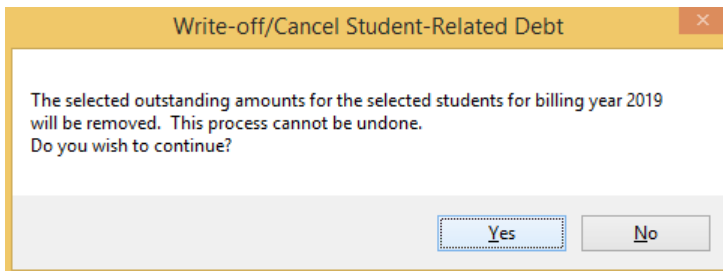 Write-off/Cancel Student-Related Debt
The selected outstanding amounts for the selected students for billing year 2019
will be removed.  This process cannot be undone.
Do you wish to continue?
Yes
No